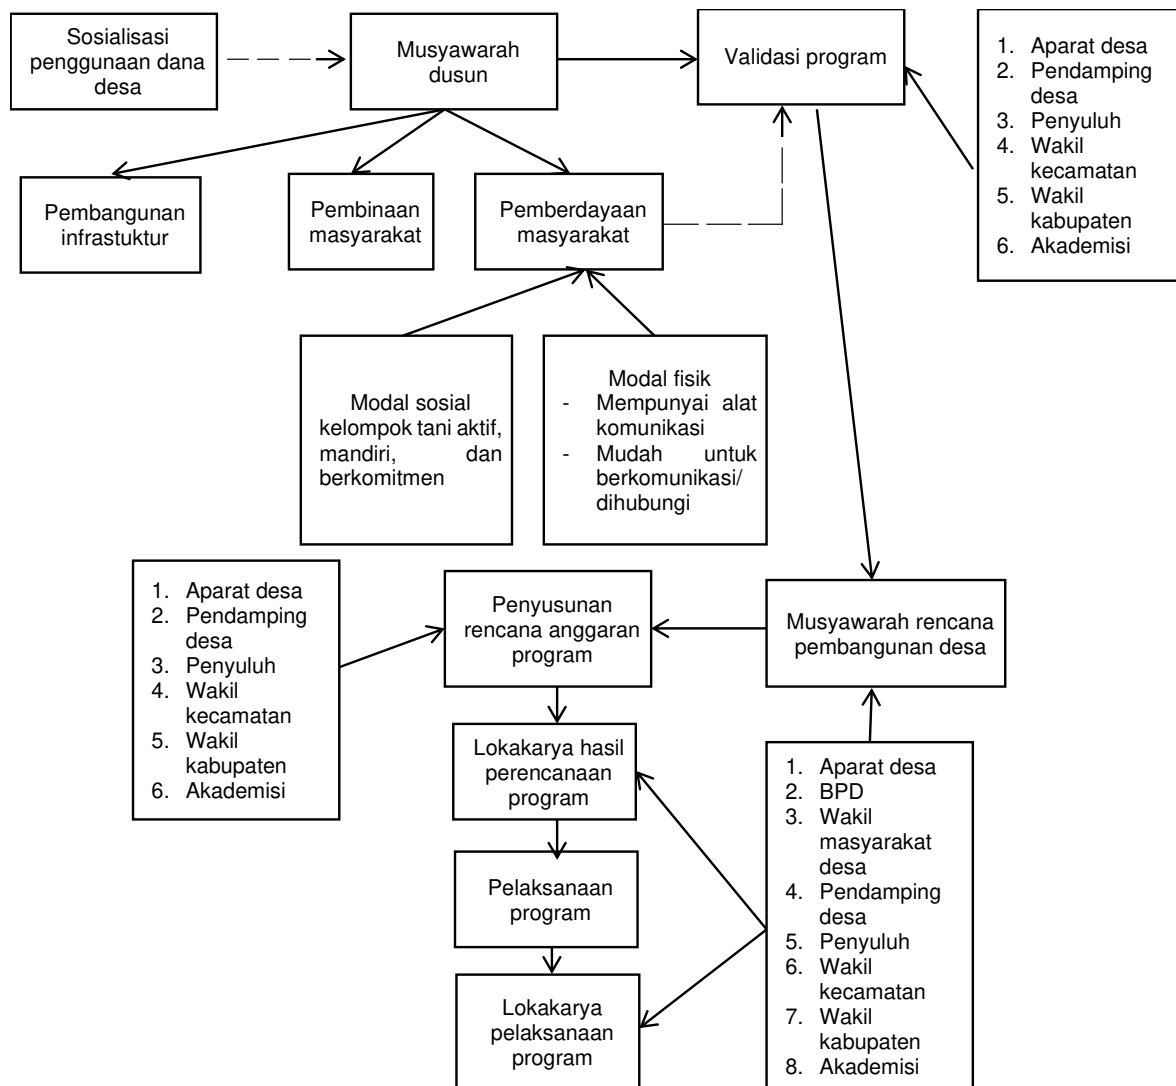 Sosialisasi
penggunaan dana
desa
Musyawarah
dusun
Validasi program
1. Aparat desa
2. Pendamping
desa
3. Penyuluh
4. Wakil
kecamatan
5. Wakil
kabupaten
6. Akademisi
Pembangunan
infrastuktur
Pembinaan
masyarakat
Pemberdayaan
masyarakat
Modal sosial
kelompok tani aktif,
mandiri, dan
berkomitmen
Modal fisik
- Mempunyai alat
komunikasi
- Mudah untuk
berkomunikasi/
dihubungi
1. Aparat desa
2. Pendamping
desa
3. Penyuluh
4. Wakil
kecamatan
5. Wakil
kabupaten
6. Akademisi
Penyusunan
rencana anggaran
program
Musyawarah rencana
pembangunan desa
Lokakarya hasil
perencanaan
program
Pelaksanaan
program
Lokakarya
pelaksanaan
program
1. Aparat desa
2. BPD
3. Wakil
masyarakat
desa
4. Pendamping
desa
5. Penyuluh
6. Wakil
kecamatan
7. Wakil
kabupaten
8. Akademisi